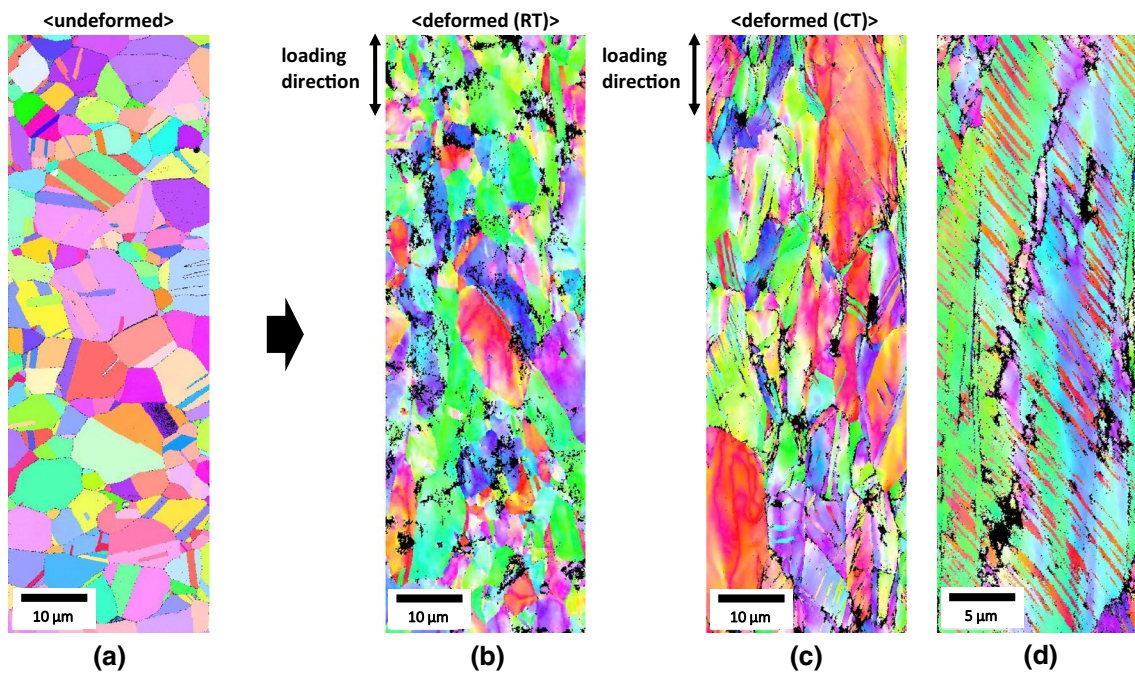 <undeformed>
<deformed (RT)>
<deformed (CT)>
loading
direction
loading
direction
10 μm
10 μm
10 μm
5 μm
(a)
(b)
(c)
(d)